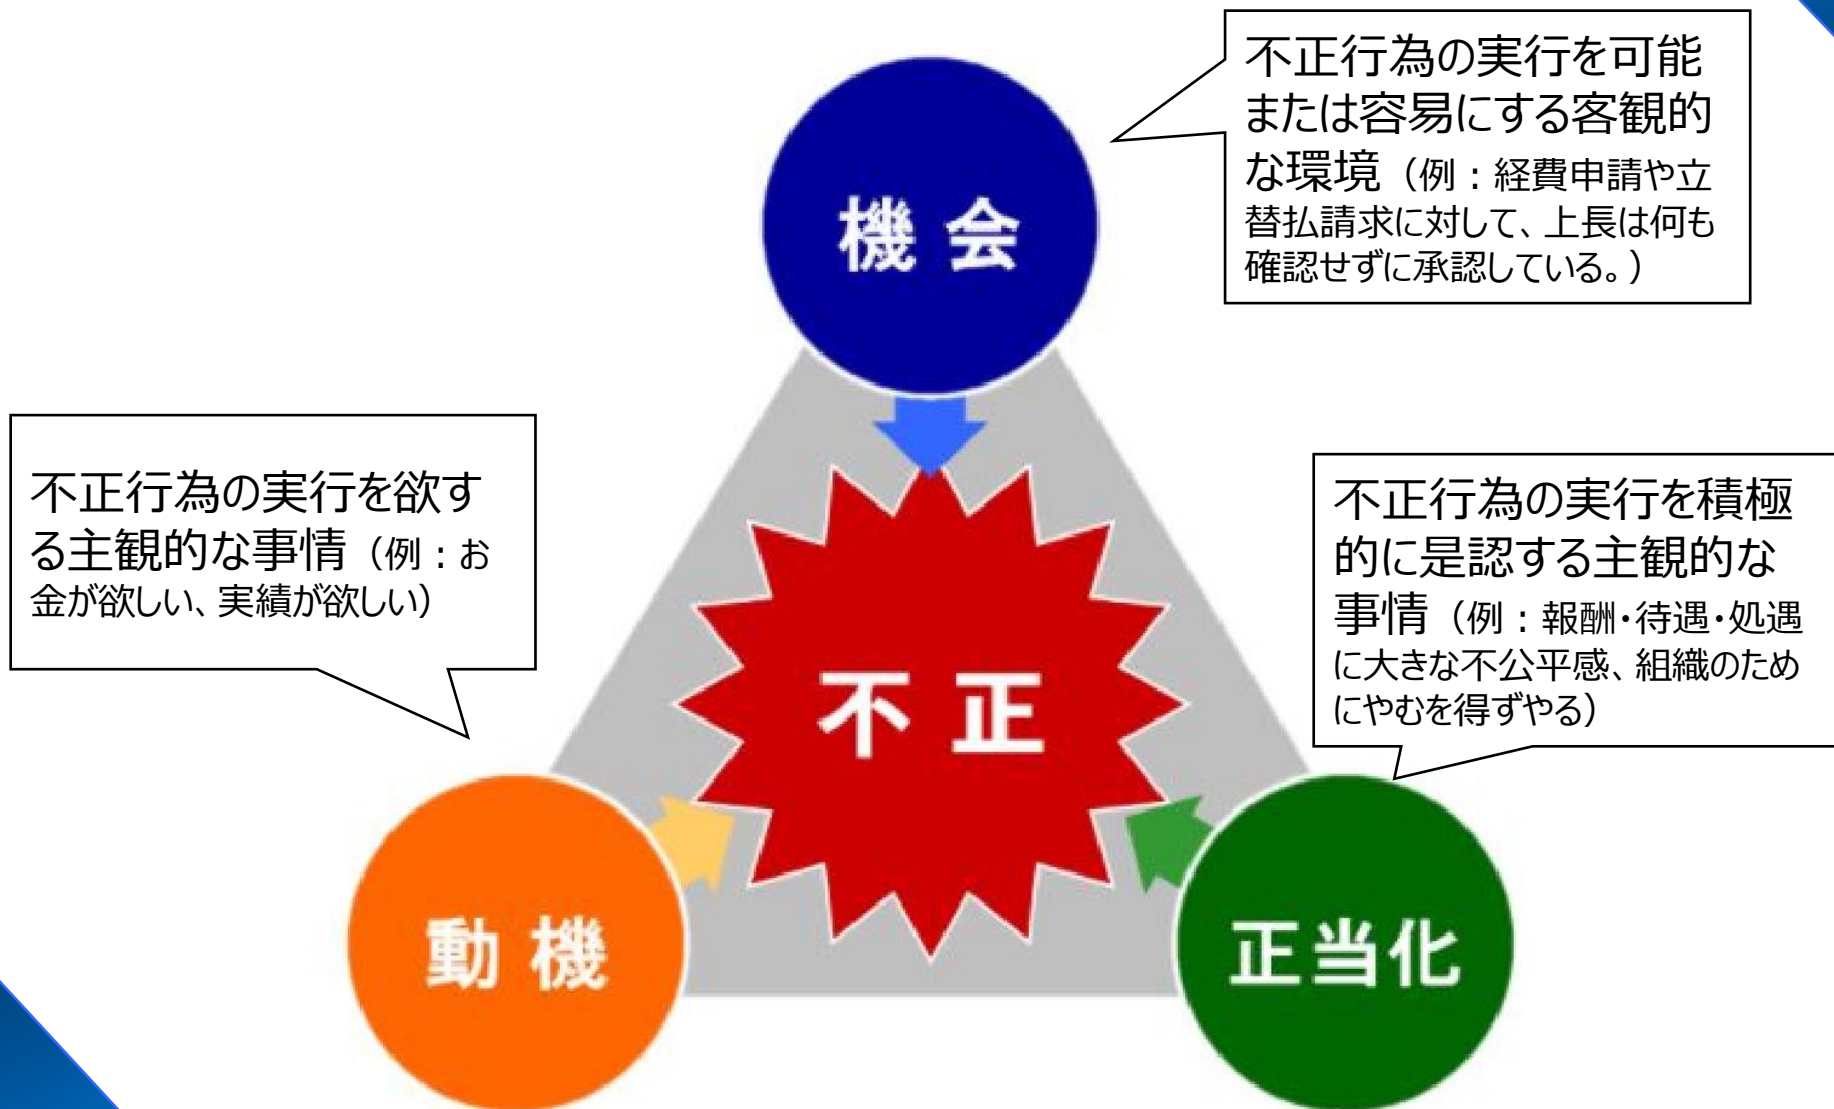 不正行為の実行を可能
または容易にする客観的
な環境（例：経費申請や立
替払請求に対して、上長は何も
確認せずに承認している。）
機会
不正行為の実行を欲す
る主観的な事情（例：お
金が欲しい、実績が欲しい）
不正行為の実行を積極
的に是認する主観的な
事情（例：報酬・待遇・処遇
に大きな不公平感、組織のため
にやむを得ずやる）
不正
動機
正当化